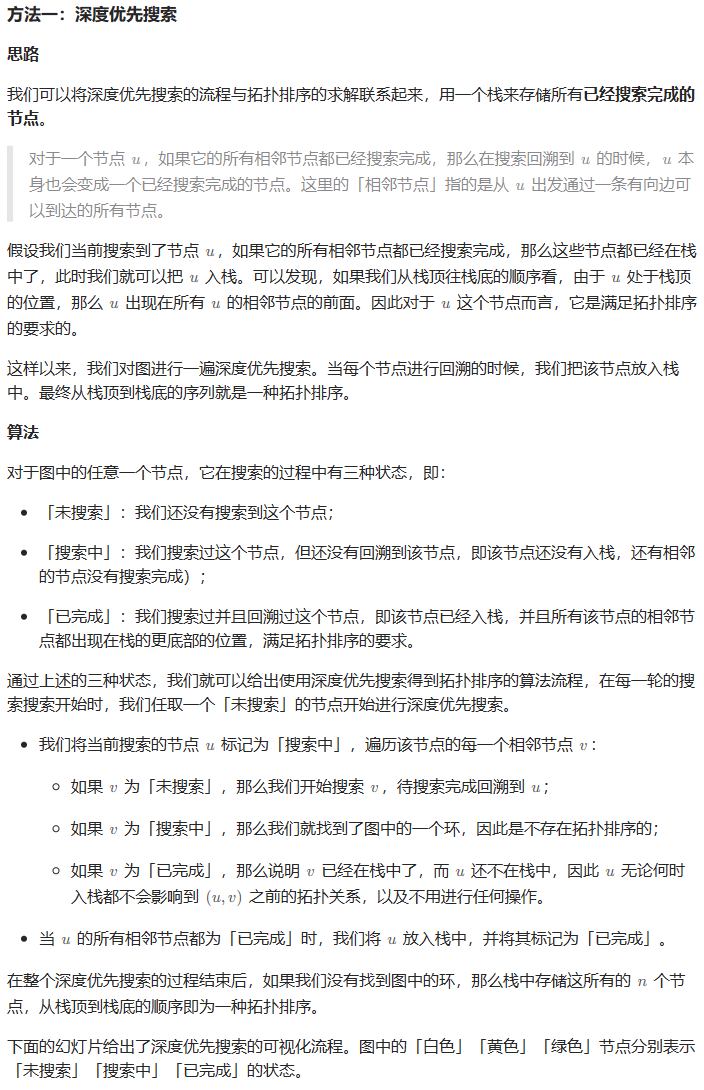 方法一：深度优先搜索
思路
我们可以将深度优先搜索的流程与拓扑排序的求解联系起来，用一个栈来存储所有已经搜索完成的
节点。
对于一个节点 u，如果它的所有相邻节点都已经搜索完成，那么在搜索回溯到 u 的时候，u 本
身也会变成一个已经搜索完成的节点。这里的「相邻节点」指的是从 u 出发通过一条有向边可
以到达的所有节点。
假设我们当前搜索到了节点 u，如果它的所有相邻节点都已经搜索完成，那么这些节点都已经在栈
中了，此时我们就可以把 u 入栈。可以发现，如果我们从栈顶往栈底的顺序看，由于 u 处于栈顶
的位置，那么 u 出现在所有 u 的相邻节点的前面。因此对于 u 这个节点而言，它是满足拓扑排序
的要求的。
这样以来，我们对图进行一遍深度优先搜索。当每个节点进行回溯的时候，我们把该节点放入栈
中。最终从栈顶到栈底的序列就是一种拓扑排序。
算法
对于图中的任意一个节点，它在搜索的过程中有三种状态，即：
• 「未搜索」：我们还没有搜索到这个节点；
• 「搜索中」：我们搜索过这个节点，但还没有回溯到该节点，即该节点还没有入栈，还有相邻
的节点没有搜索完成）；
• 「已完成」：我们搜索过并且回溯过这个节点，即该节点已经入栈，并且所有该节点的相邻节
点都出现在栈的更底部的位置，满足拓扑排序的要求。
通过上述的三种状态，我们就可以给出使用深度优先搜索得到拓扑排序的算法流程，在每一轮的搜
索搜索开始时，我们任取一个「未搜索」的节点开始进行深度优先搜索。
• 我们将当前搜索的节点 u 标记为「搜索中」，遍历该节点的每一个相邻节点 v：
◦ 如果 v 为「未搜索」，那么我们开始搜索 v，待搜索完成回溯到 u；
◦ 如果 v 为「搜索中」，那么我们就找到了图中的一个环，因此是不存在拓扑排序的；
◦ 如果 v 为「已完成」，那么说明 v 已经在栈中了，而 u 还不在栈中，因此 u 无论何时
入栈都不会影响到 (u, v) 之前的拓扑关系，以及不用进行任何操作。
• 当 u 的所有相邻节点都为「已完成」时，我们将 u 放入栈中，并将其标记为「已完成」。
在整个深度优先搜索的过程结束后，如果我们没有找到图中的环，那么栈中存储这所有的 n 个节
点，从栈顶到栈底的顺序即为一种拓扑排序。
下面的幻灯片给出了深度优先搜索的可视化流程。图中的「白色」「黄色」「绿色」节点分别表示
「未搜索」「搜索中」「已完成」的状态。